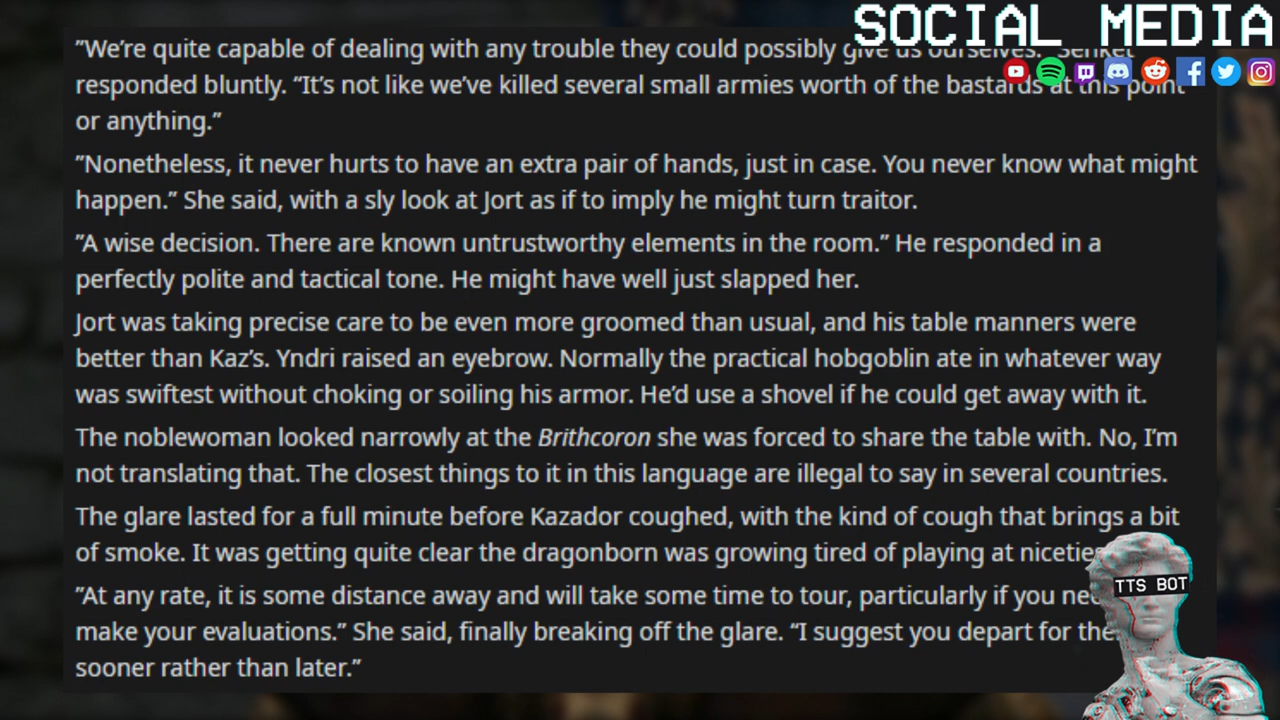 SOCIAL MEDIA
”We’re quite capable of dealing with any trouble they could possibly give us ourselves.” Senket
responded bluntly. “It’s not like we’ve killed several small armies worth of the bastards at this point
or anything.”
”Nonetheless, it never hurts to have an extra pair of hands, just in case. You never know what might
happen.” She said, with a sly look at Jort as if to imply he might turn traitor.
”A wise decision. There are known untrustworthy elements in the room.” He responded in a
perfectly polite and tactical tone. He might have well just slapped her.
Jort was taking precise care to be even more groomed than usual, and his table manners were
better than Kaz’s. Yndri raised an eyebrow. Normally the practical hobgoblin ate in whatever way
was swiftest without choking or soiling his armor. He’d use a shovel if he could get away with it.
The noblewoman looked narrowly at the Brithcoron she was forced to share the table with. No, I’m
not translating that. The closest things to it in this language are illegal to say in several countries.
The glare lasted for a full minute before Kazador coughed, with the kind of cough that brings a bit
of smoke. It was getting quite clear the dragonborn was growing tired of playing at niceties
”At any rate, it is some distance away and will take some time to tour, particularly if you
make your evaluations.” She said, finally breaking off the glare. “I suggest you depart for
sooner rather than later.”
TTS BOT